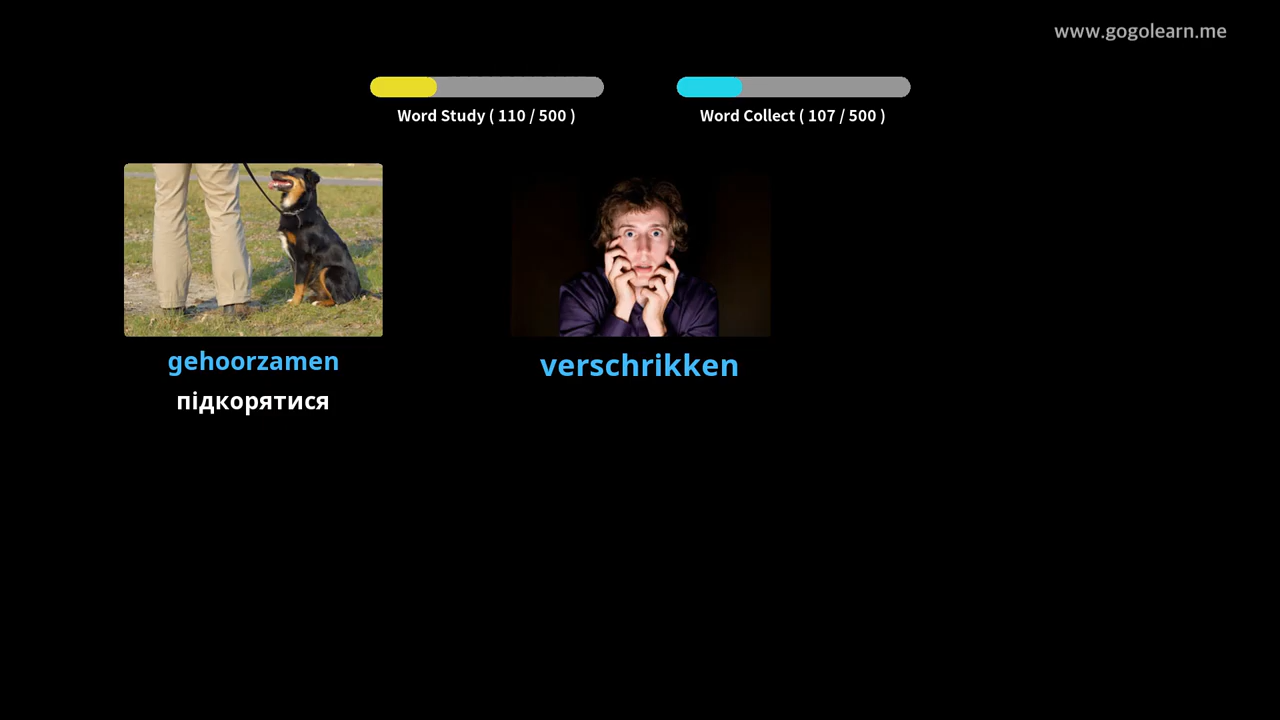 www.gogolearn.me
Word Study ( 110 / 500 )
Word Collect ( 107 / 500 )
gehoorzamen
підкорятися
verschrikken